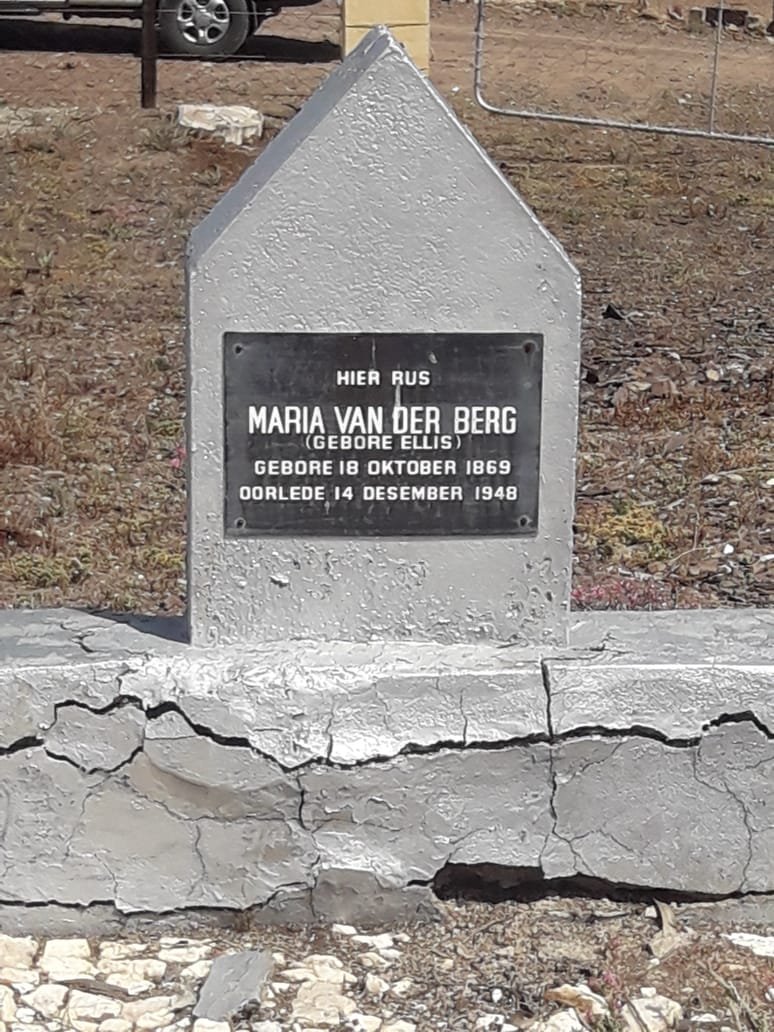 HIER RUS
MARIA VAN DER BERG
(GEBORE ELLIS)
GEBORE 18 OKTOBER 1869
OORLEDE 14 DESEMBER 1948